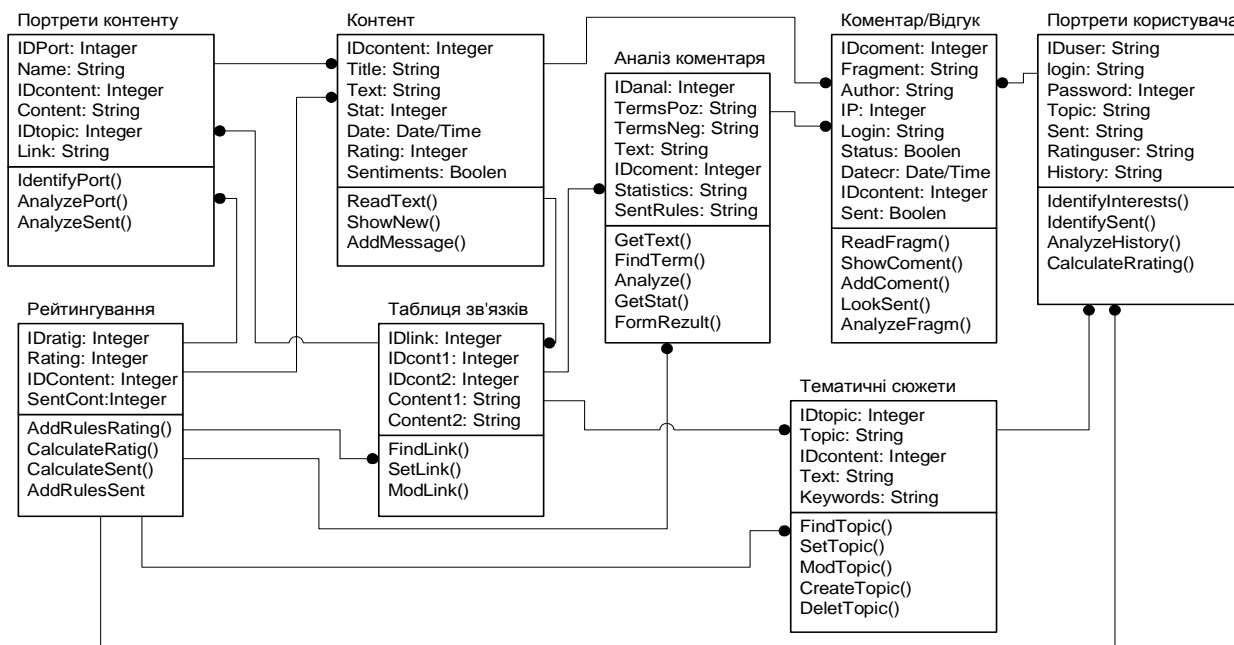 Портрети контенту
IDPort: Intager
Name: String
IDcontent: Integer
Content: String
IDtopic: Integer
Link: String
IdentifyPort()
AnalyzePort()
AnalyzeSent()
Контент
IDcontent: Integer
Title: String
Text: String
Stat: Integer
Date: Date/Time
Rating: Integer
Sentiments: Boolen
ReadText()
ShowNew()
AddMessage()
Аналіз коментаря
IDanal: Integer
TermsPoz: String
TermsNeg: String
Text: String
IDcoment: Integer
Statistics: String
SentRules: String
GetText()
FindTerm()
Analyze()
GetStat()
FormRezult()
Коментар/Відгук
IDcoment: Integer
Fragment: String
Author: String
IP: Integer
Login: String
Status: Boolen
Datecr: Date/Time
IDcontent: Integer
Sent: Boolen
ReadFragm()
ShowComent()
AddComent()
LookSent()
AnalyzeFragm()
Портрети користувача
IDuser: String
login: String
Password: Integer
Topic: String
Sent: String
Ratinguser: String
History: String
IdentifyInterests()
IdentifySent()
AnalyzeHistory()
CalculateRrating()
Рейтингування
IDratig: Integer
Rating: Integer
IDContent: Integer
SentCont:Integer
AddRulesRating()
CalculateRatig()
CalculateSent()
AddRulesSent
Таблиця зв'язків
IDlink: Integer
IDcont1: Integer
IDcont2: Integer
Content1: String
Content2: String
FindLink()
SetLink()
ModLink()
Тематичні сюжети
IDtopic: Integer
Topic: String
IDcontent: Integer
Text: String
Keywords: String
FindTopic()
SetTopic()
ModTopic()
CreateTopic()
DeletTopic()